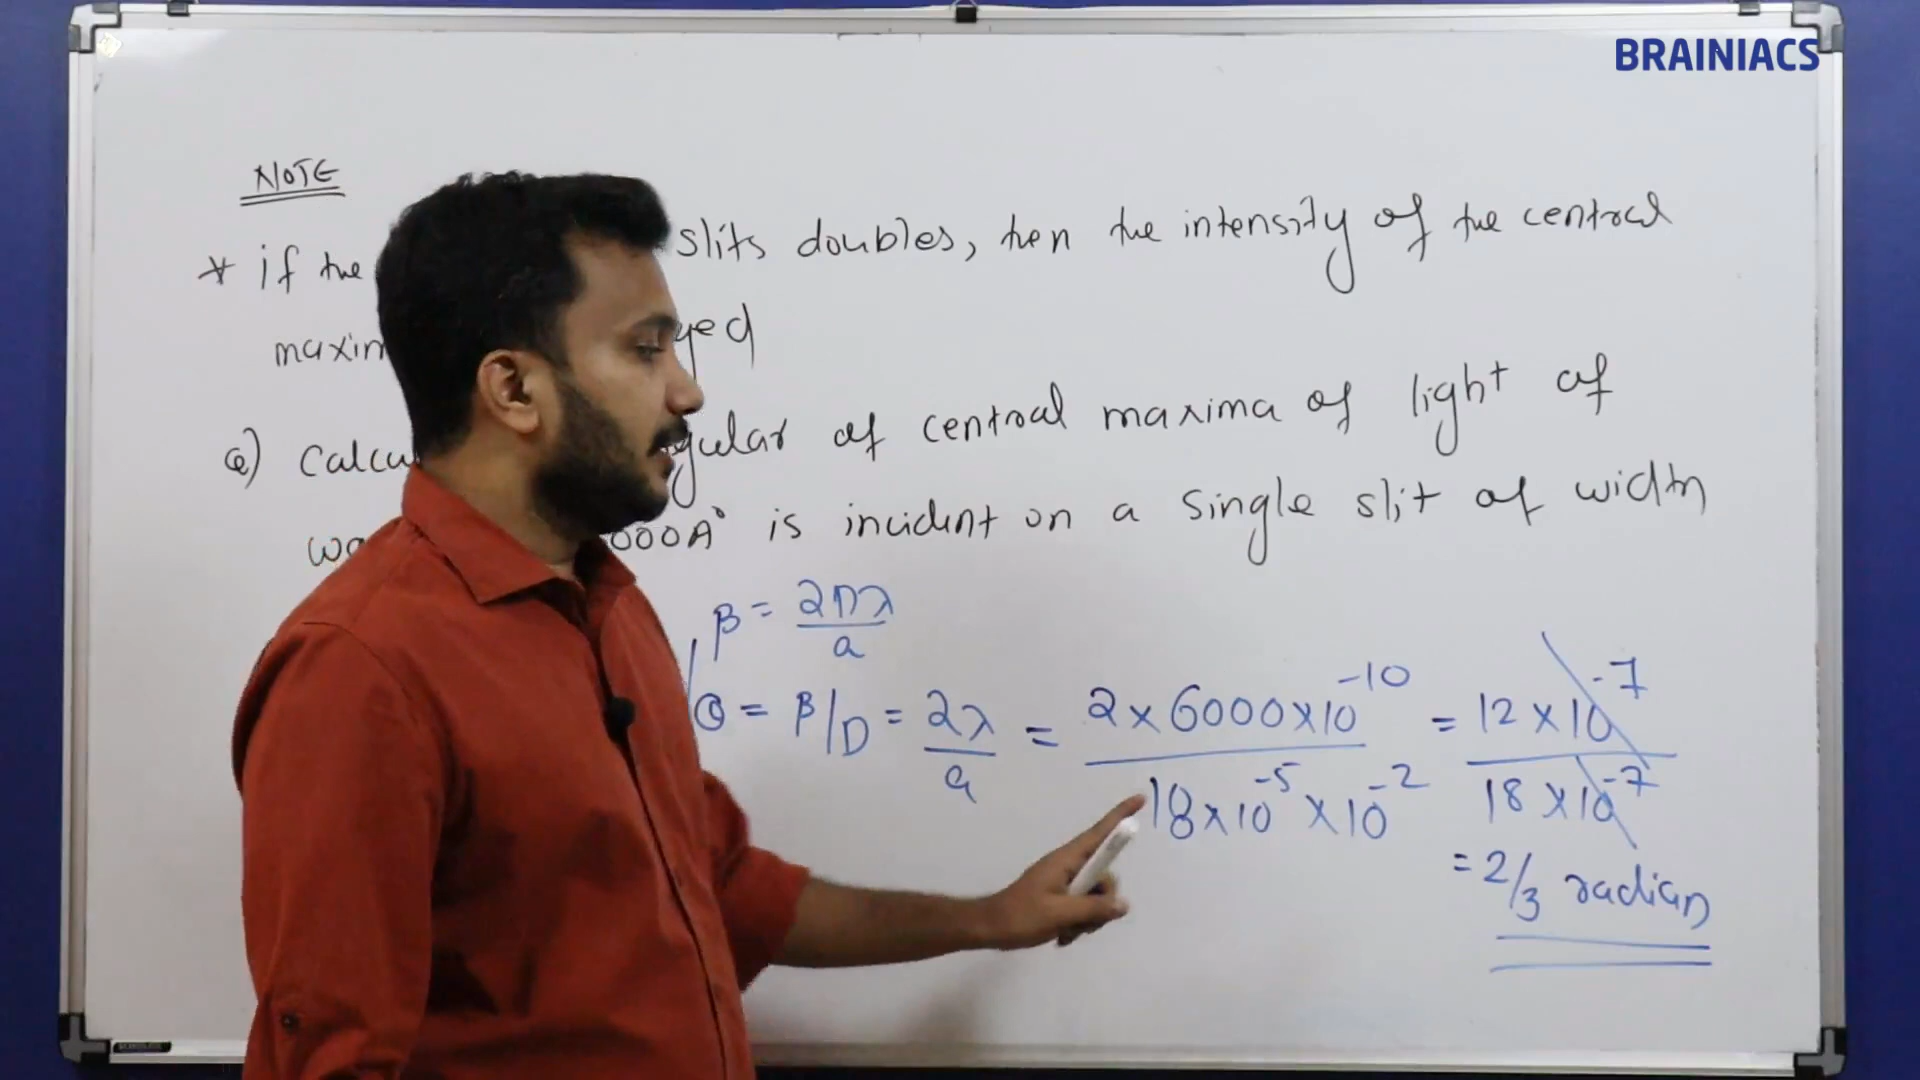 BRAINIACS
NOTE
* if the slits doubles, then the intensity of the central
maxim
Q) Calcu gular of central maxima of light of
000A° is incident on a single slit of width
β = 2Dλ/a
θ = β/D = 2λ/a = 2 × 6000 × 10⁻¹⁰ / 18 × 10⁻⁵ × 10⁻² = 12 × 10⁻⁷ / 18 × 10⁻⁷
= 2/3 radian